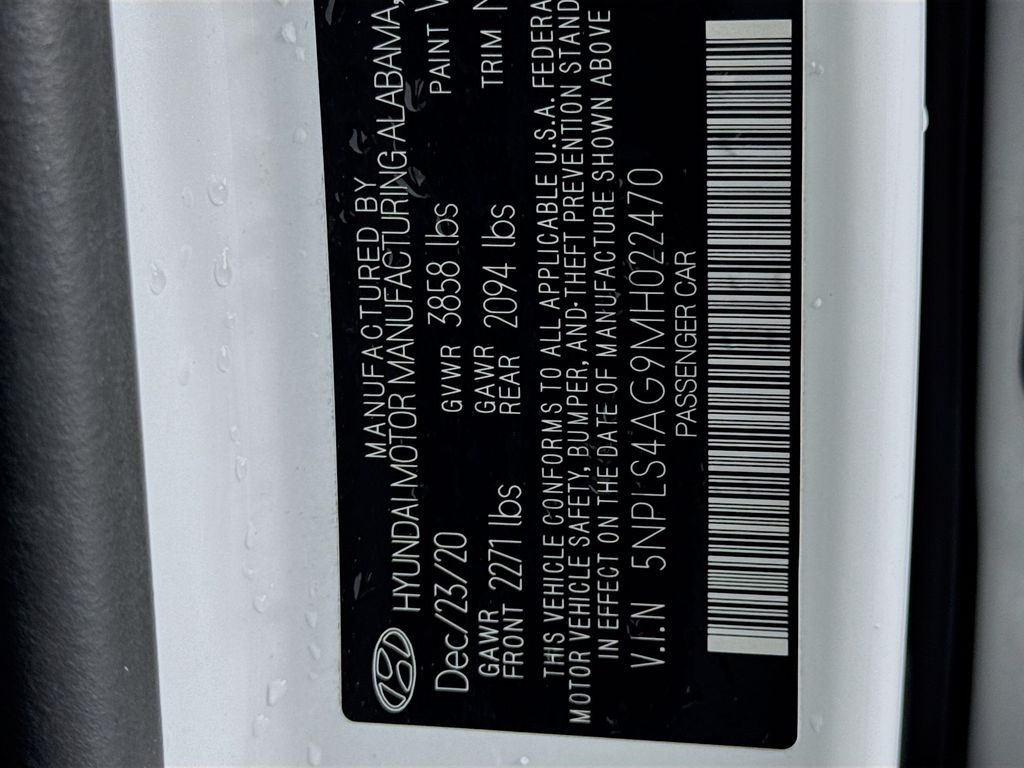 MANUFACTURED BY
HYUNDAI MOTOR MANUFACTURING ALABAMA,
Dec/23/20 GVWR 3858 lbs PAINT
GAWR FRONT 2271 lbs GAWR REAR 2094 lbs TRIM
THIS VEHICLE CONFORMS TO ALL APPLICABLE U.S.A. FEDERA
MOTOR VEHICLE SAFETY, BUMPER, AND THEFT PREVENTION STAND
IN EFFECT ON THE DATE OF MANUFACTURE SHOWN ABOVE
V.I.N 5NPLS4AG9MH022470
PASSENGER CAR